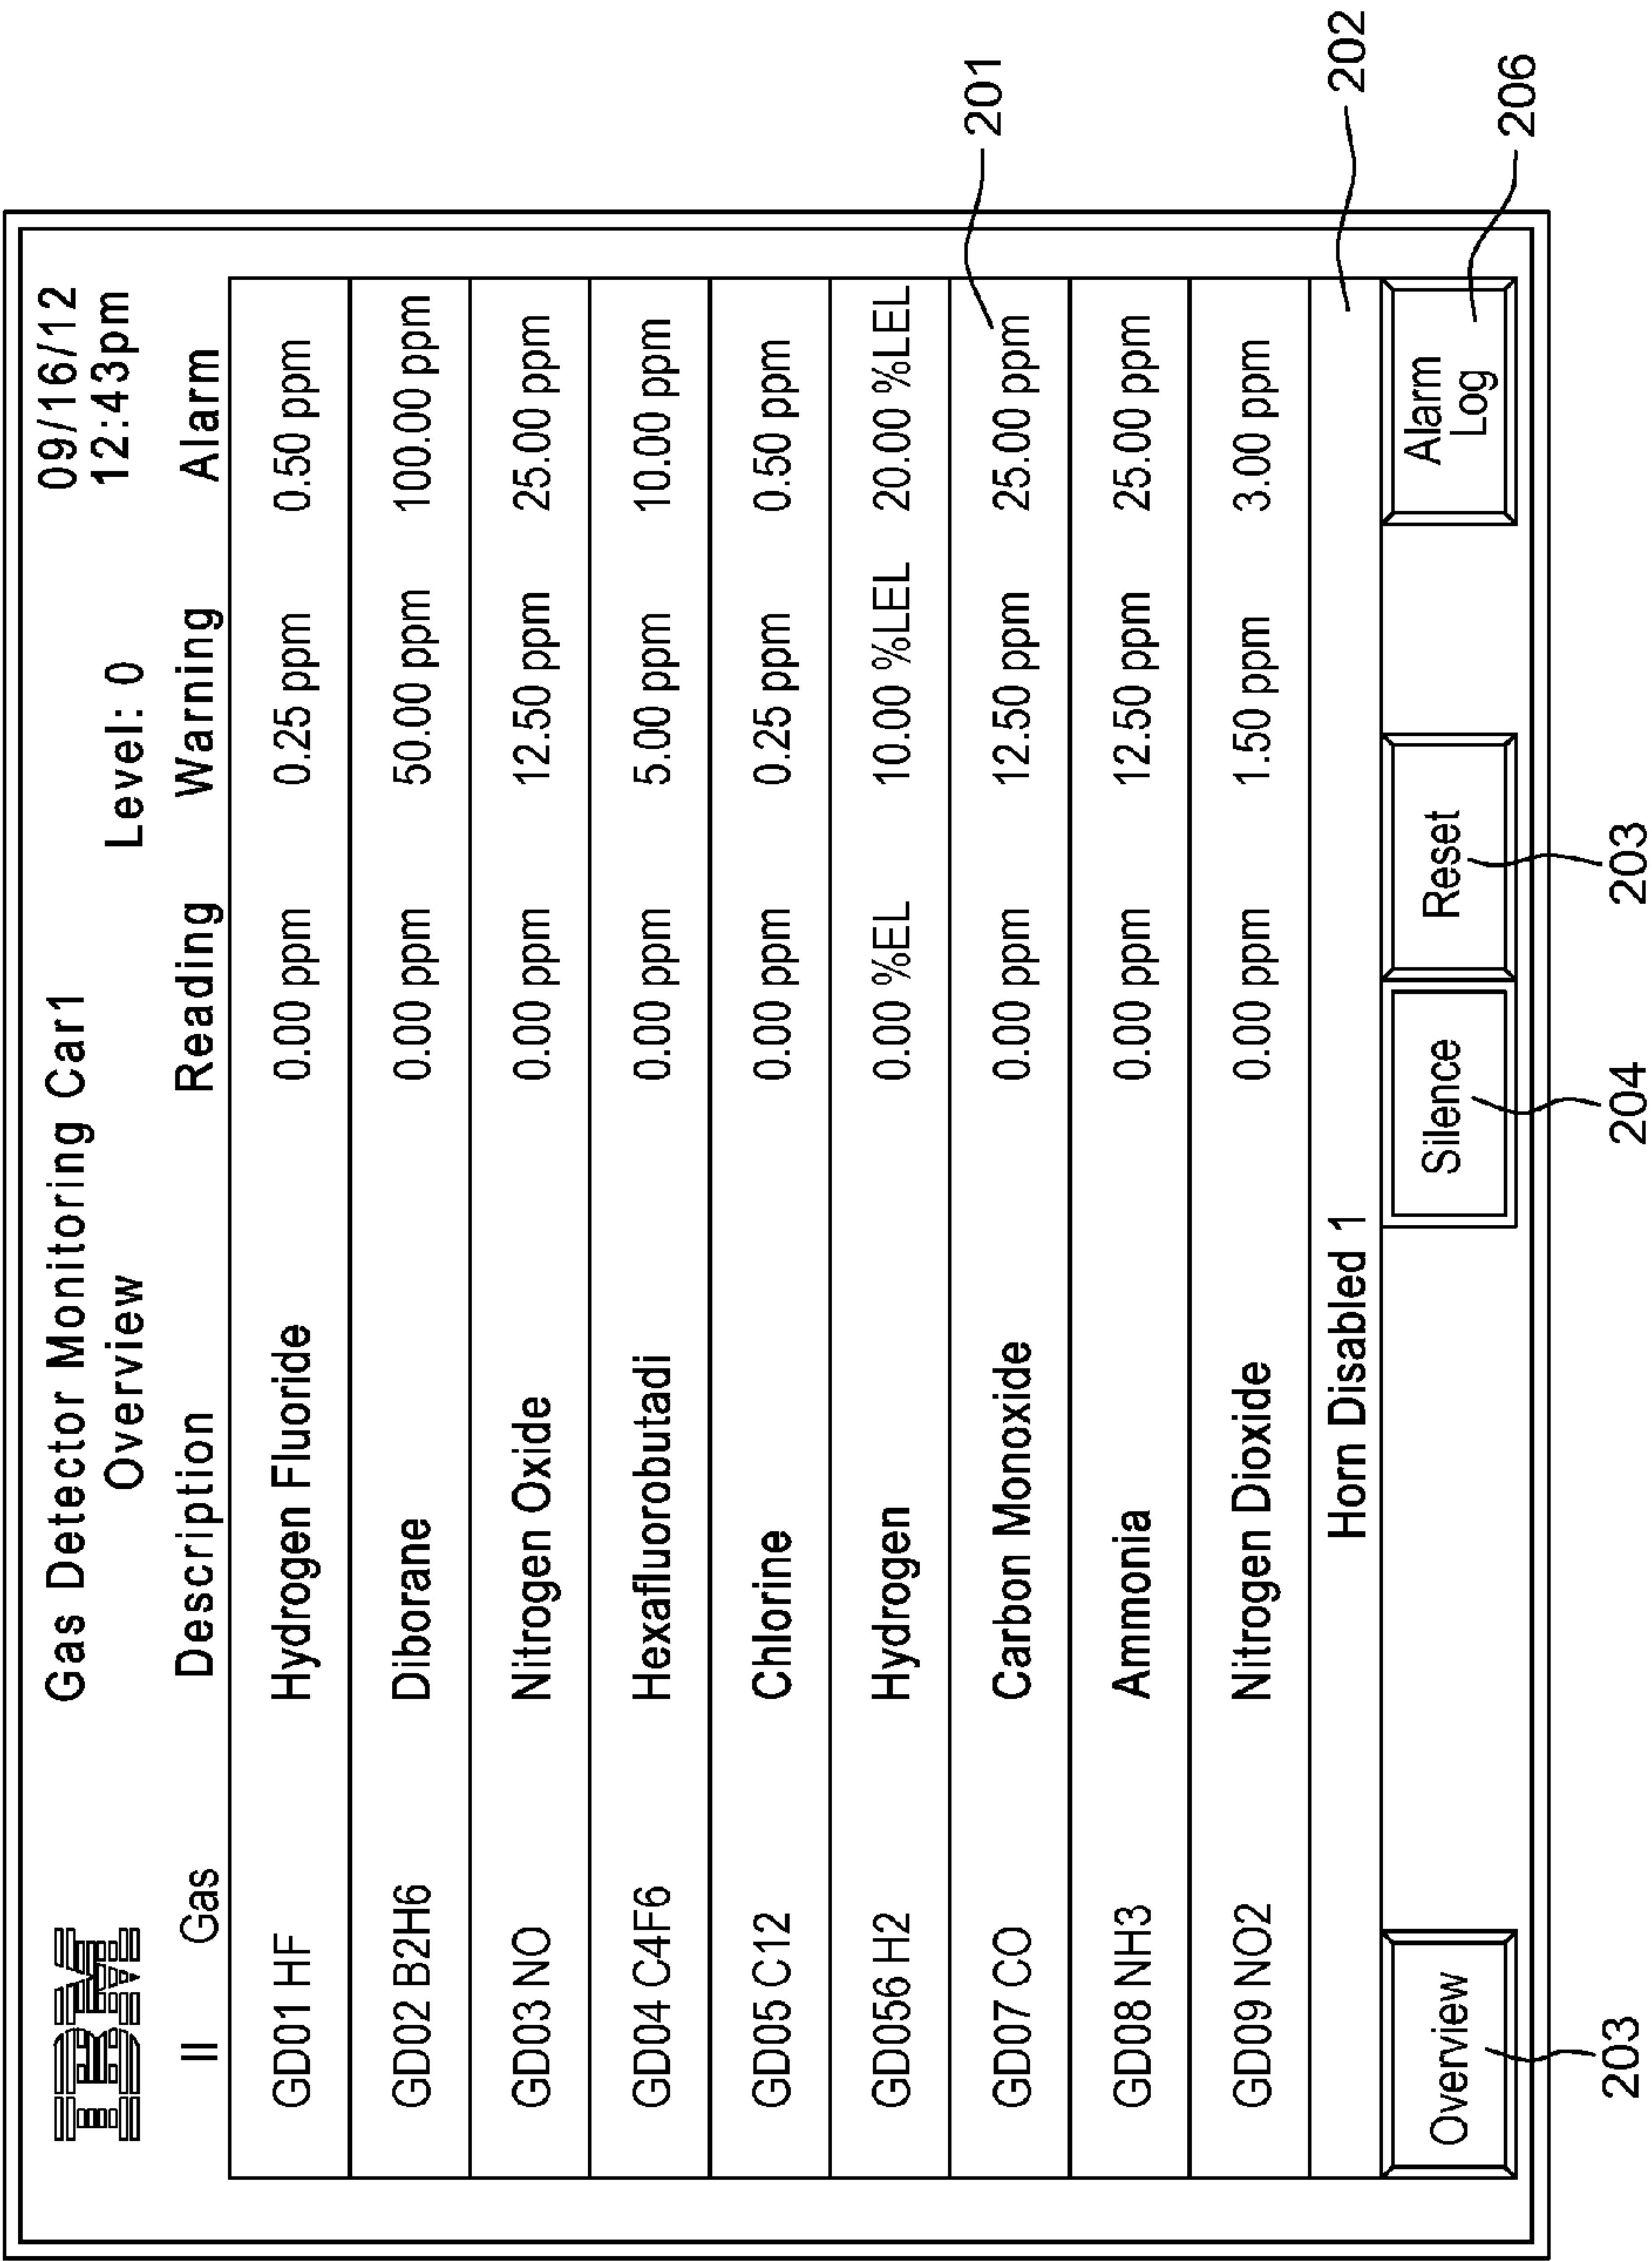 IBM Gas Detector Monitoring Car1 09/16/12
Overview Level: 0 12:43pm
II Gas Description Reading Warning Alarm
GD01 HF Hydrogen Fluoride 0.00 ppm 0.25 ppm 0.50 ppm
GD02 B2H6 Diborane 0.00 ppm 50.00 ppm 100.00 ppm
GD03 NO Nitrogen Oxide 0.00 ppm 12.50 ppm 25.00 ppm
GD04 C4F6 Hexafluorobutadi 0.00 ppm 5.00 ppm 10.00 ppm
GD05 C12 Chlorine 0.00 ppm 0.25 ppm 0.50 ppm
GD056 H2 Hydrogen 0.00 %EL 10.00 %LEL 20.00 %LEL
GD07 CO Carbon Monoxide 0.00 ppm 12.50 ppm 25.00 ppm
201
GD08 NH3 Ammonia 0.00 ppm 12.50 ppm 25.00 ppm
GD09 NO2 Nitrogen Dioxide 0.00 ppm 1.50 ppm 3.00 ppm
Horn Disabled 1
202
Overview Silence Reset Alarm
Log
206
203 204 203